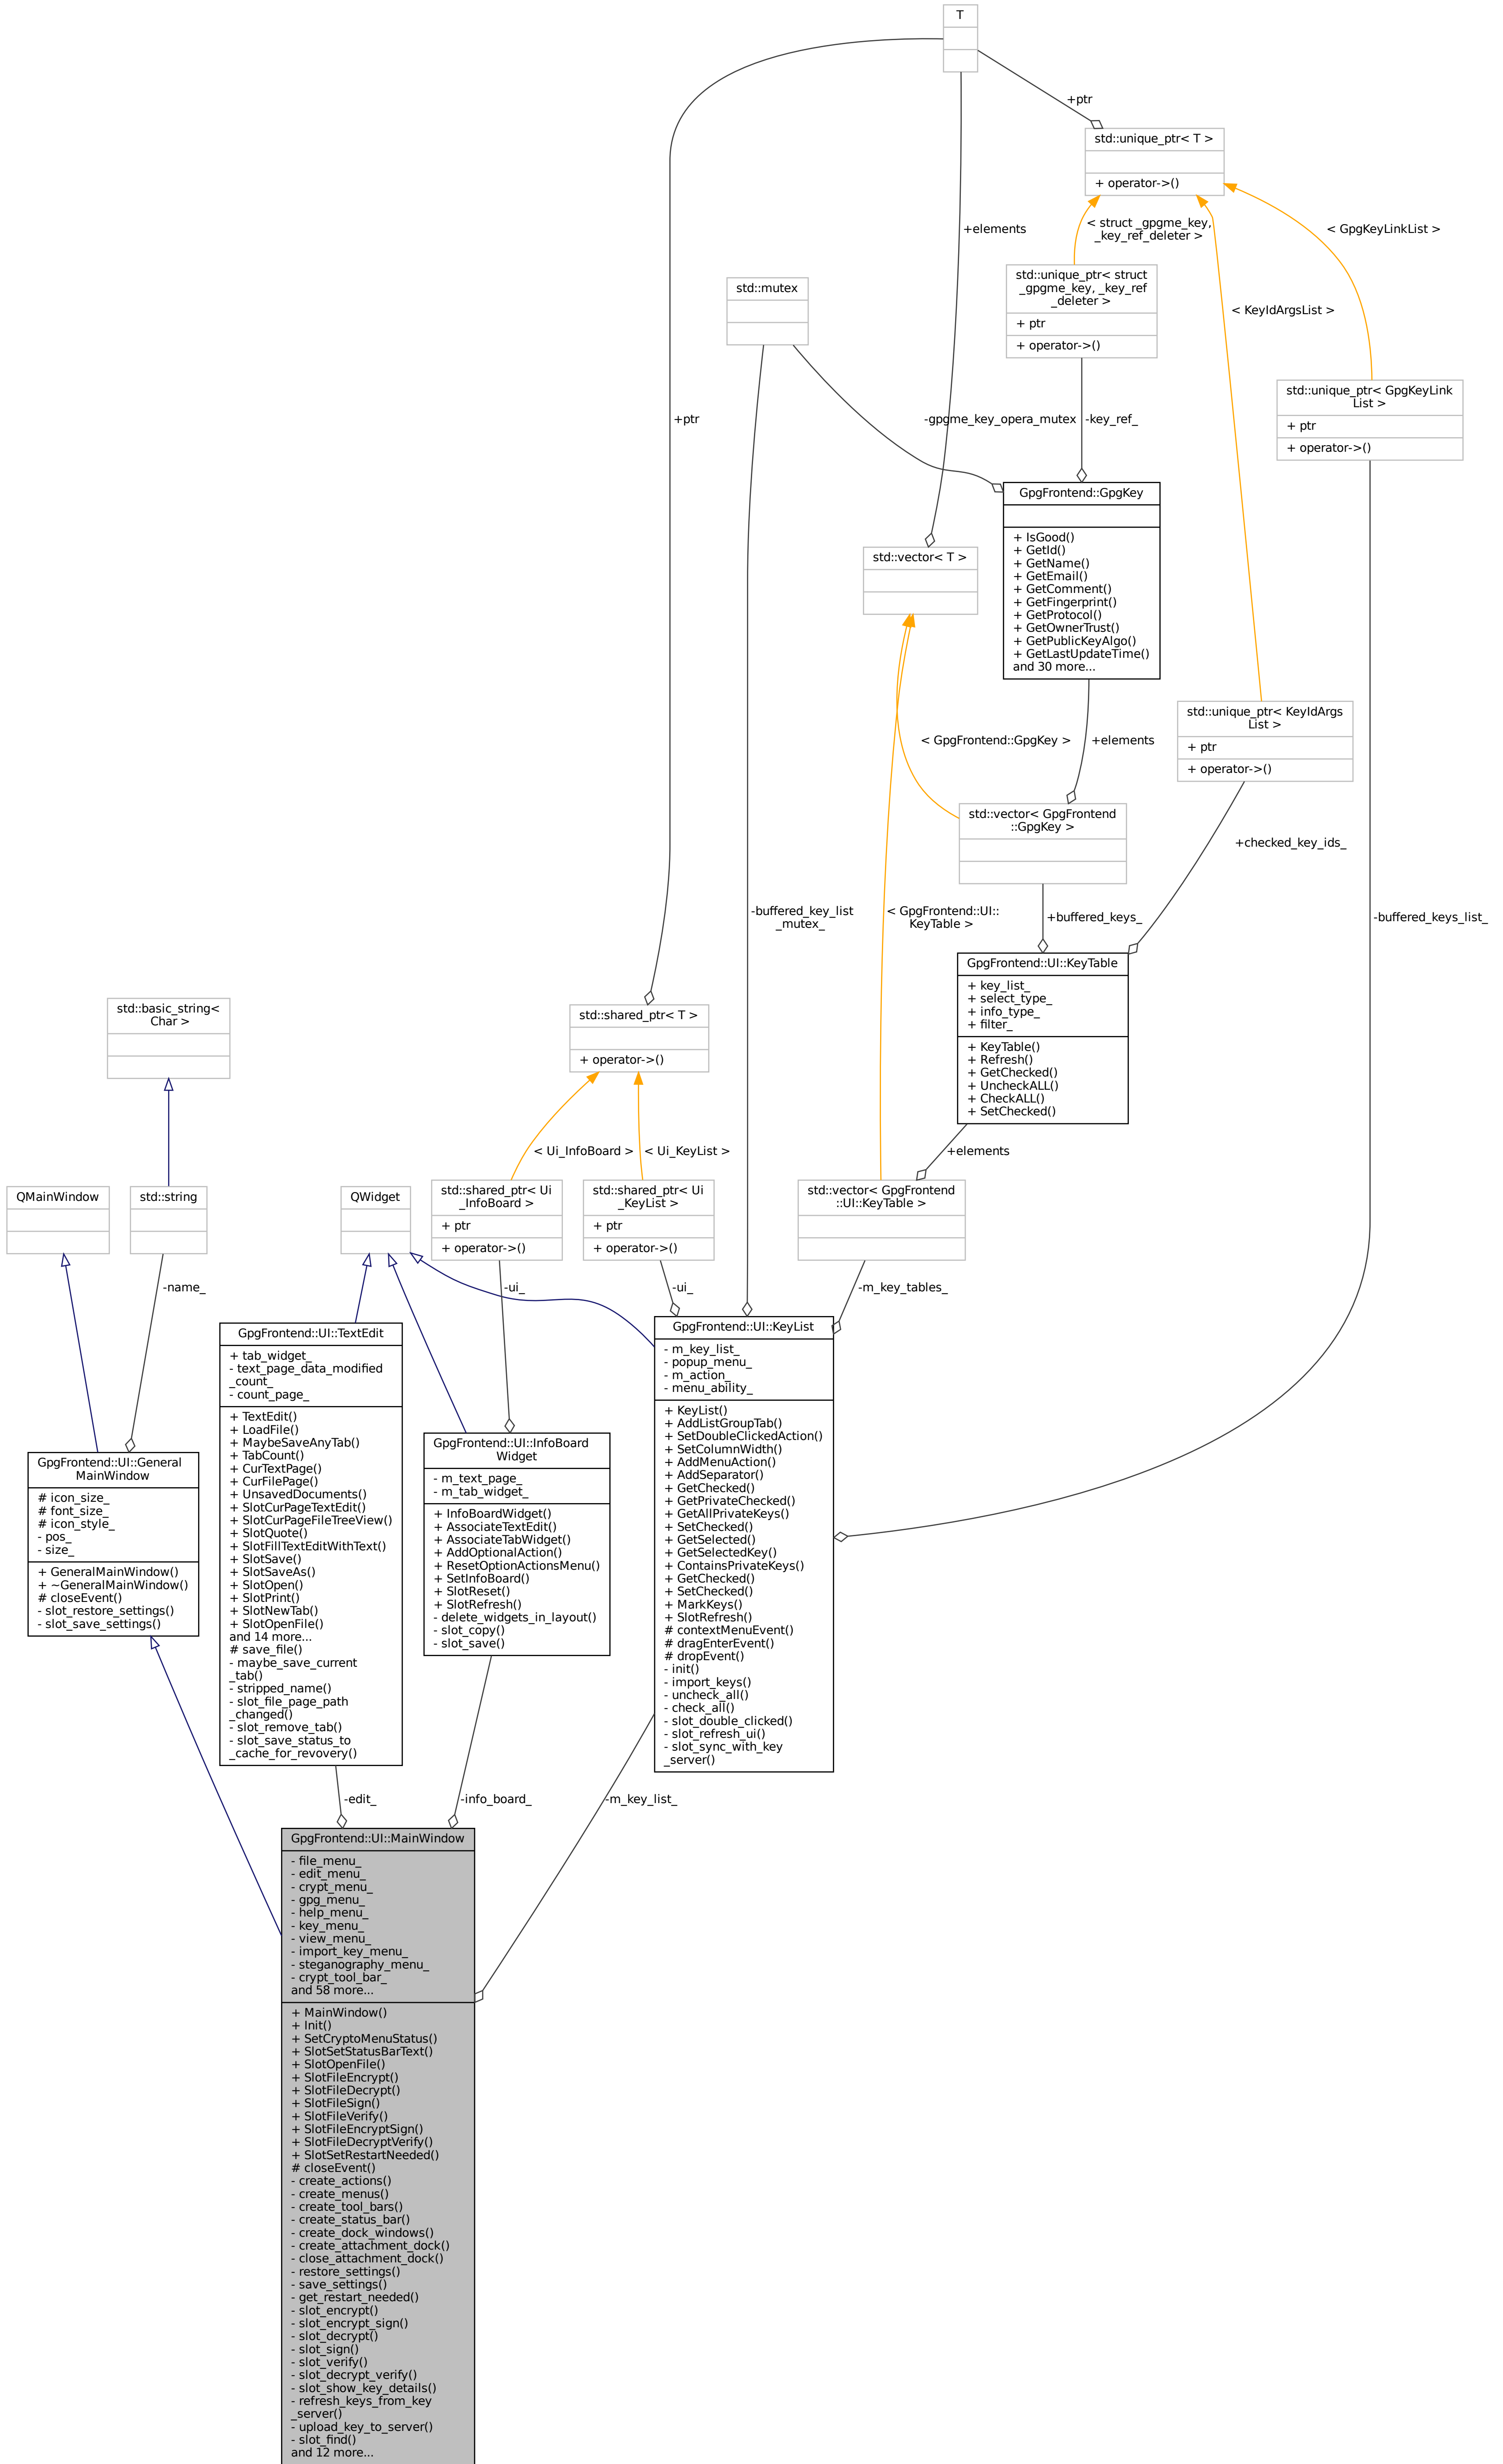 T
+ptr
std::unique_ptr< T >
+ operator->()
+elements
< struct _gpgme_key,
_key_ref_deleter >
< GpgKeyLinkList >
std::mutex
std::unique_ptr< struct
_gpgme_key, _key_ref
_deleter >
+ ptr
+ operator->()
< KeyIdArgsList >
std::unique_ptr< GpgKeyLink
List >
+ ptr
+ operator->()
+ptr
-gpgme_key_opera_mutex
-key_ref_
GpgFrontend::GpgKey
+ IsGood()
+ GetId()
+ GetName()
+ GetEmail()
+ GetComment()
+ GetFingerprint()
+ GetProtocol()
+ GetOwnerTrust()
+ GetPublicKeyAlgo()
+ GetLastUpdateTime()
and 30 more...
std::vector< T >
std::unique_ptr< KeyIdArgs
List >
+ ptr
+ operator->()
< GpgFrontend::GpgKey >
+elements
std::vector< GpgFrontend
::GpgKey >
+checked_key_ids_
-buffered_key_list
_mutex_
< GpgFrontend::UI::
KeyTable >
+buffered_keys_
-buffered_keys_list_
GpgFrontend::UI::KeyTable
+ key_list_
+ select_type_
+ info_type_
+ filter_
+ KeyTable()
+ Refresh()
+ GetChecked()
+ UncheckALL()
+ CheckALL()
+ SetChecked()
std::basic_string<
Char >
std::shared_ptr< T >
+ operator->()
< Ui_InfoBoard >
< Ui_KeyList >
+elements
QMainWindow
std::string
QWidget
std::shared_ptr< Ui
_InfoBoard >
+ ptr
+ operator->()
std::shared_ptr< Ui
_KeyList >
+ ptr
+ operator->()
std::vector< GpgFrontend
::UI::KeyTable >
-name_
-ui_
-ui_
-m_key_tables_
GpgFrontend::UI::General
MainWindow
# icon_size_
# font_size_
# icon_style_
- pos_
- size_
+ GeneralMainWindow()
+ ~GeneralMainWindow()
# closeEvent()
- slot_restore_settings()
- slot_save_settings()
GpgFrontend::UI::TextEdit
+ tab_widget_
- text_page_data_modified
_count_
- count_page_
+ TextEdit()
+ LoadFile()
+ MaybeSaveAnyTab()
+ TabCount()
+ CurTextPage()
+ CurFilePage()
+ UnsavedDocuments()
+ SlotCurPageTextEdit()
+ SlotCurPageFileTreeView()
+ SlotQuote()
+ SlotFillTextEditWithText()
+ SlotSave()
+ SlotSaveAs()
+ SlotOpen()
+ SlotPrint()
+ SlotNewTab()
+ SlotOpenFile()
and 14 more...
# save_file()
- maybe_save_current
_tab()
- stripped_name()
- slot_file_page_path
_changed()
- slot_remove_tab()
- slot_save_status_to
_cache_for_revovery()
GpgFrontend::UI::InfoBoard
Widget
- m_text_page_
- m_tab_widget_
+ InfoBoardWidget()
+ AssociateTextEdit()
+ AssociateTabWidget()
+ AddOptionalAction()
+ ResetOptionActionsMenu()
+ SetInfoBoard()
+ SlotReset()
+ SlotRefresh()
- delete_widgets_in_layout()
- slot_copy()
- slot_save()
GpgFrontend::UI::KeyList
- m_key_list_
- popup_menu_
- m_action_
- menu_ability_
+ KeyList()
+ AddListGroupTab()
+ SetDoubleClickedAction()
+ SetColumnWidth()
+ AddMenuAction()
+ AddSeparator()
+ GetChecked()
+ GetPrivateChecked()
+ GetAllPrivateKeys()
+ SetChecked()
+ GetSelected()
+ GetSelectedKey()
+ ContainsPrivateKeys()
+ GetChecked()
+ SetChecked()
+ MarkKeys()
+ SlotRefresh()
# contextMenuEvent()
# dragEnterEvent()
# dropEvent()
- init()
- import_keys()
- uncheck_all()
- check_all()
- slot_double_clicked()
- slot_refresh_ui()
- slot_sync_with_key
_server()
-edit_
-info_board_
-m_key_list_
GpgFrontend::UI::MainWindow
- file_menu_
- edit_menu_
- crypt_menu_
- gpg_menu_
- help_menu_
- key_menu_
- view_menu_
- import_key_menu_
- steganography_menu_
- crypt_tool_bar_
and 58 more...
+ MainWindow()
+ Init()
+ SetCryptoMenuStatus()
+ SlotSetStatusBarText()
+ SlotOpenFile()
+ SlotFileEncrypt()
+ SlotFileDecrypt()
+ SlotFileSign()
+ SlotFileVerify()
+ SlotFileEncryptSign()
+ SlotFileDecryptVerify()
+ SlotSetRestartNeeded()
# closeEvent()
- create_actions()
- create_menus()
- create_tool_bars()
- create_status_bar()
- create_dock_windows()
- create_attachment_dock()
- close_attachment_dock()
- restore_settings()
- save_settings()
- get_restart_needed()
- slot_encrypt()
- slot_encrypt_sign()
- slot_decrypt()
- slot_sign()
- slot_verify()
- slot_decrypt_verify()
- slot_show_key_details()
- refresh_keys_from_key
_server()
- upload_key_to_server()
- slot_find()
and 12 more...